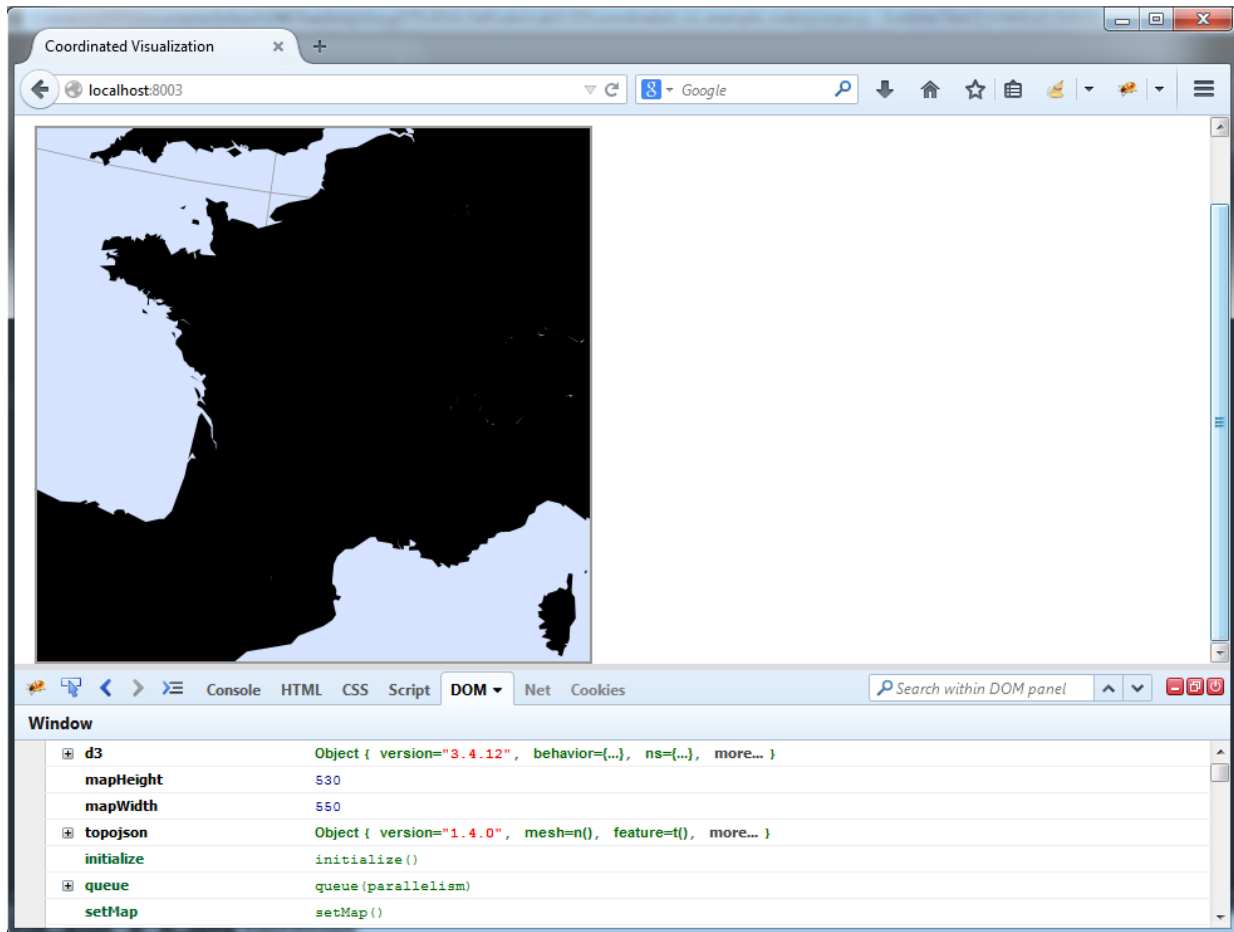 Coordinated Visualization
localhost:8003
8 Google
Console HTML CSS Script DOM Net Cookies
Search within DOM panel
Window
d3 Object { version="3.4.12", behavior={...}, ns={...}, more... }
mapHeight 530
mapWidth 550
topojson Object { version="1.4.0", mesh=n(), feature=t(), more... }
initialize initialize()
queue queue(parallelism)
setMap setMap()